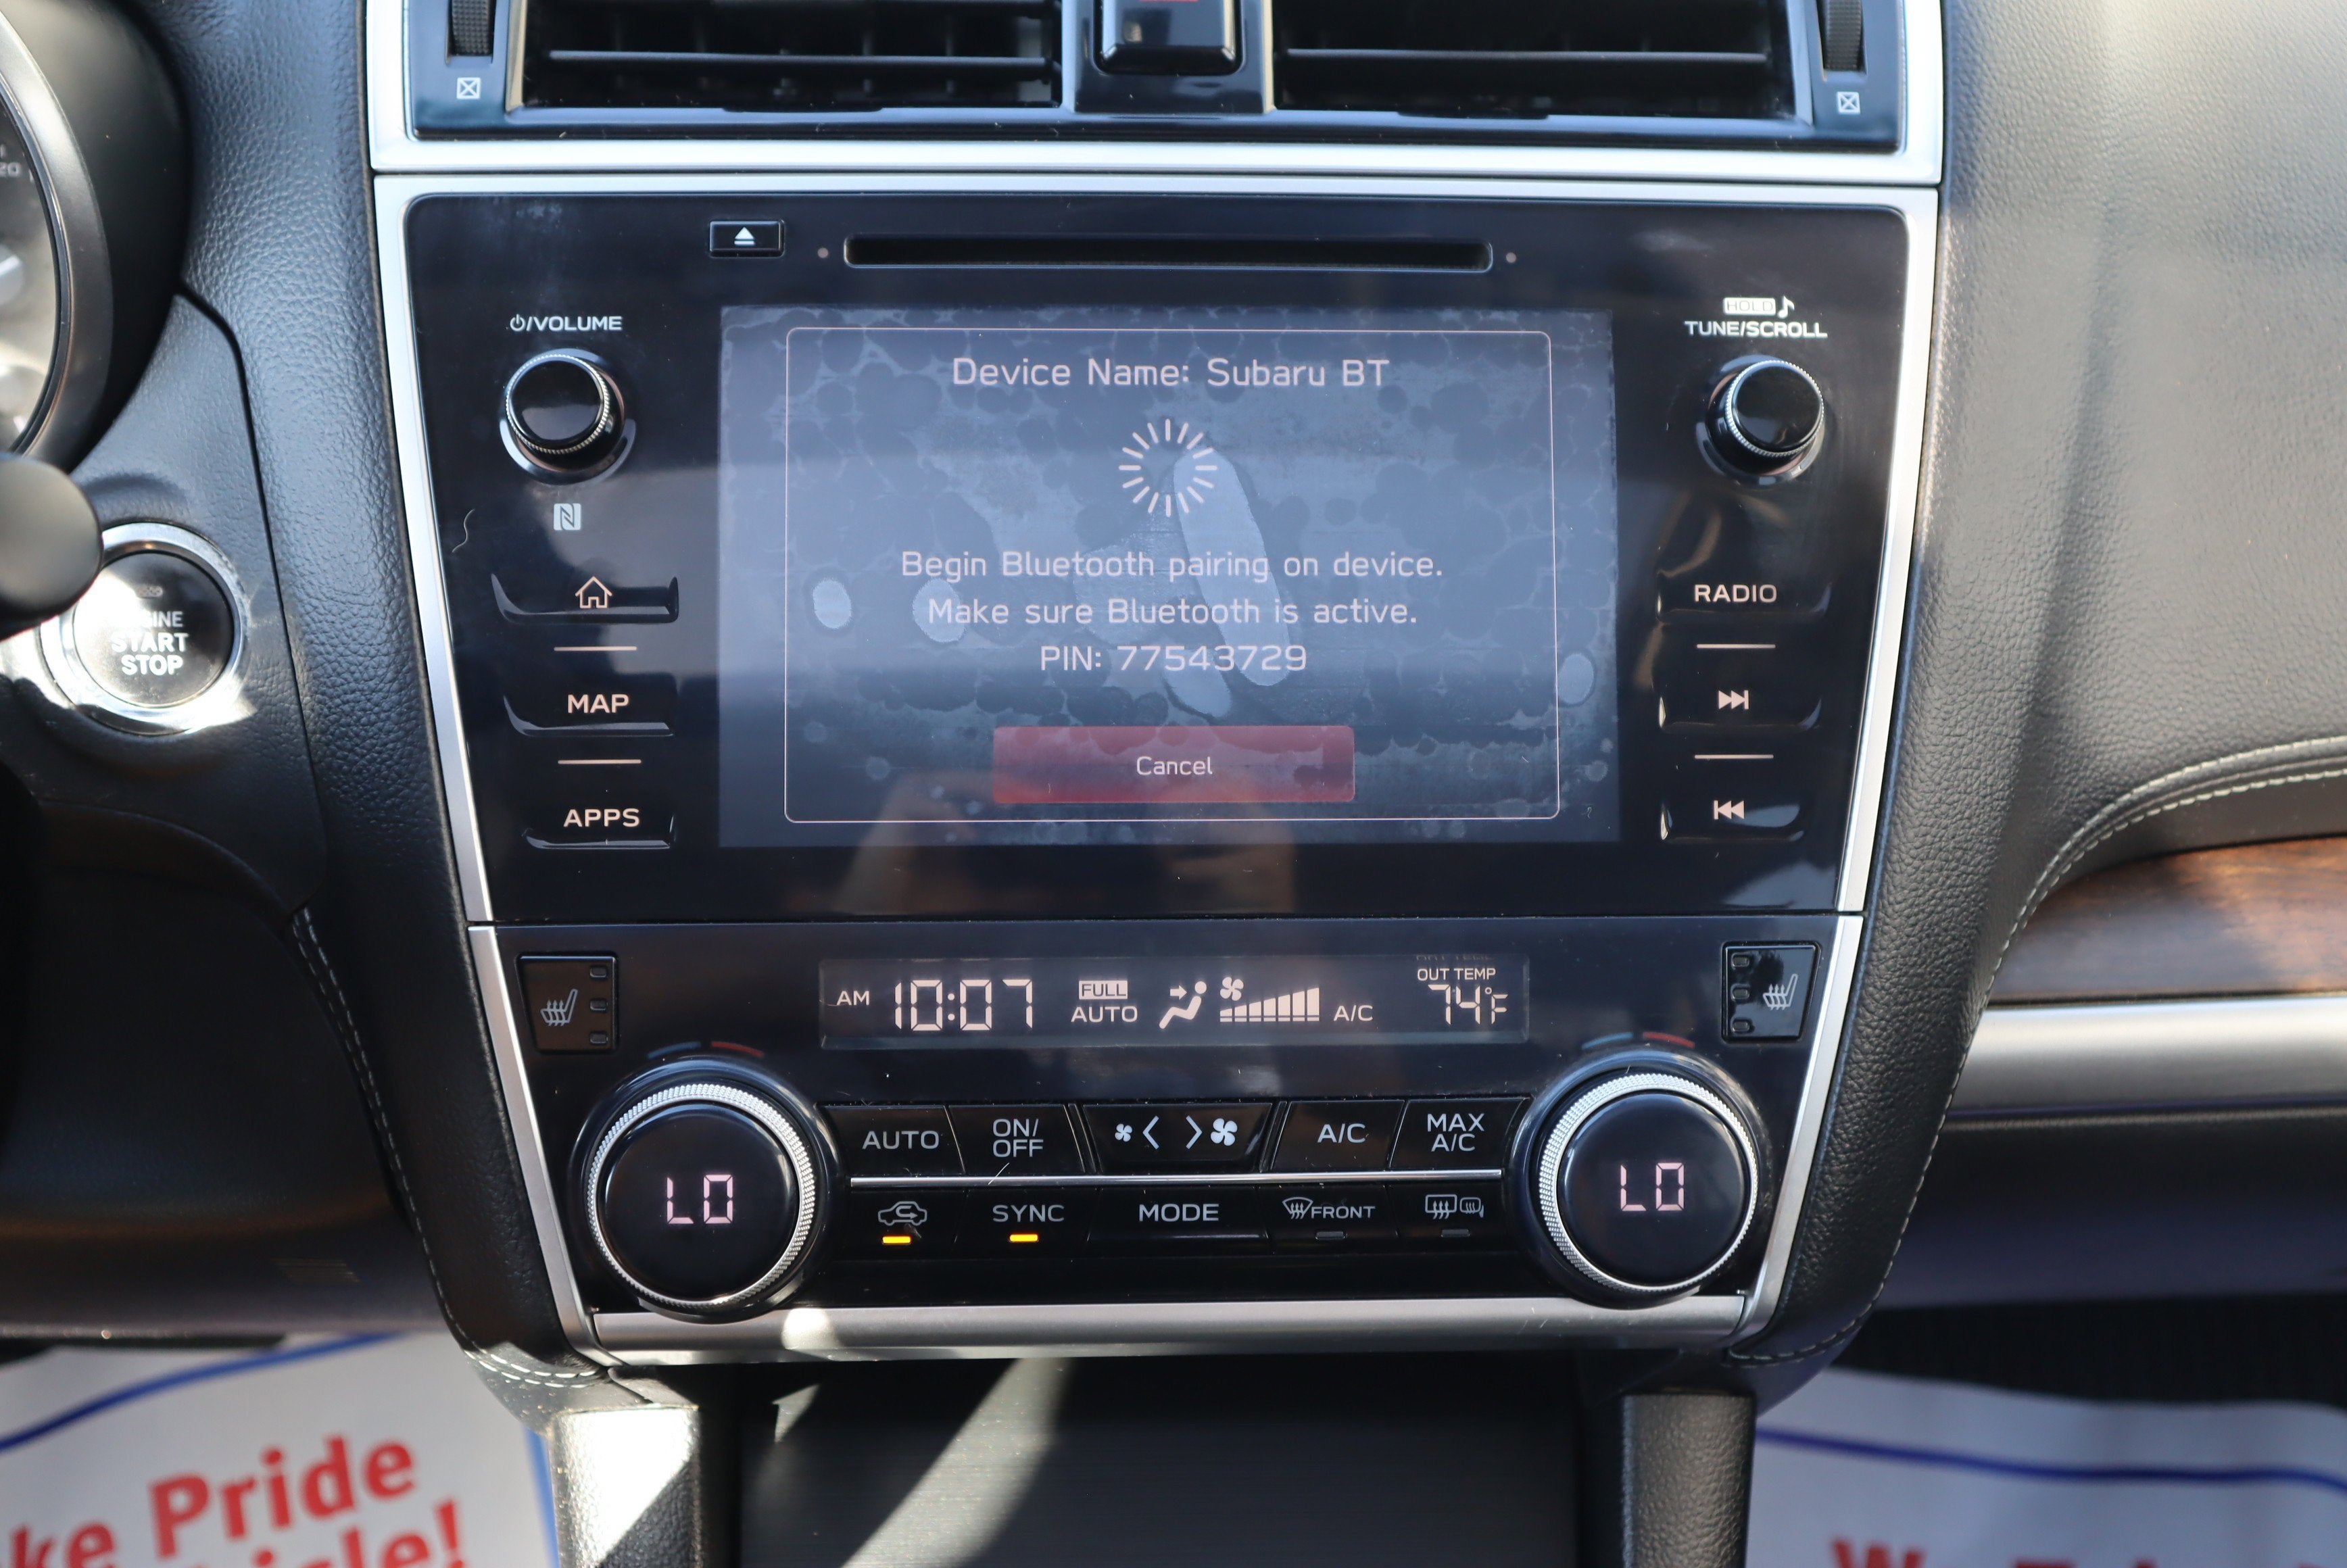 20
⏻/VOLUME
HOLD
TUNE/SCROLL
Device Name: Subaru BT
Begin Bluetooth pairing on device.
Make sure Bluetooth is active.
PIN: 77543729
Cancel
START
STOP
MAP
APPS
RADIO
AM 10:07 FULL AUTO A/C OUT TEMP 74°F
AUTO
ON/
OFF
A/C
MAX
A/C
LO
SYNC
MODE
FRONT
LO
Pride
We